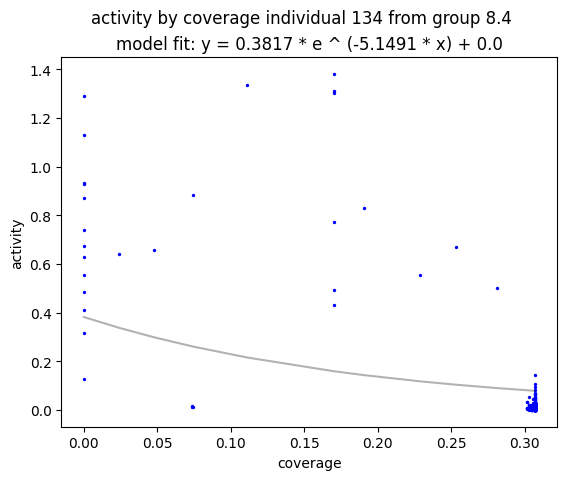 activity by coverage individual 134 from group 8.4
model fit: y = 0.3817 * e ^ (-5.1491 * x) + 0.0
1.4
1.2
1.0
0.8
0.6
0.4
0.2
0.0
activity
0.00 0.05 0.10 0.15 0.20 0.25 0.30
coverage